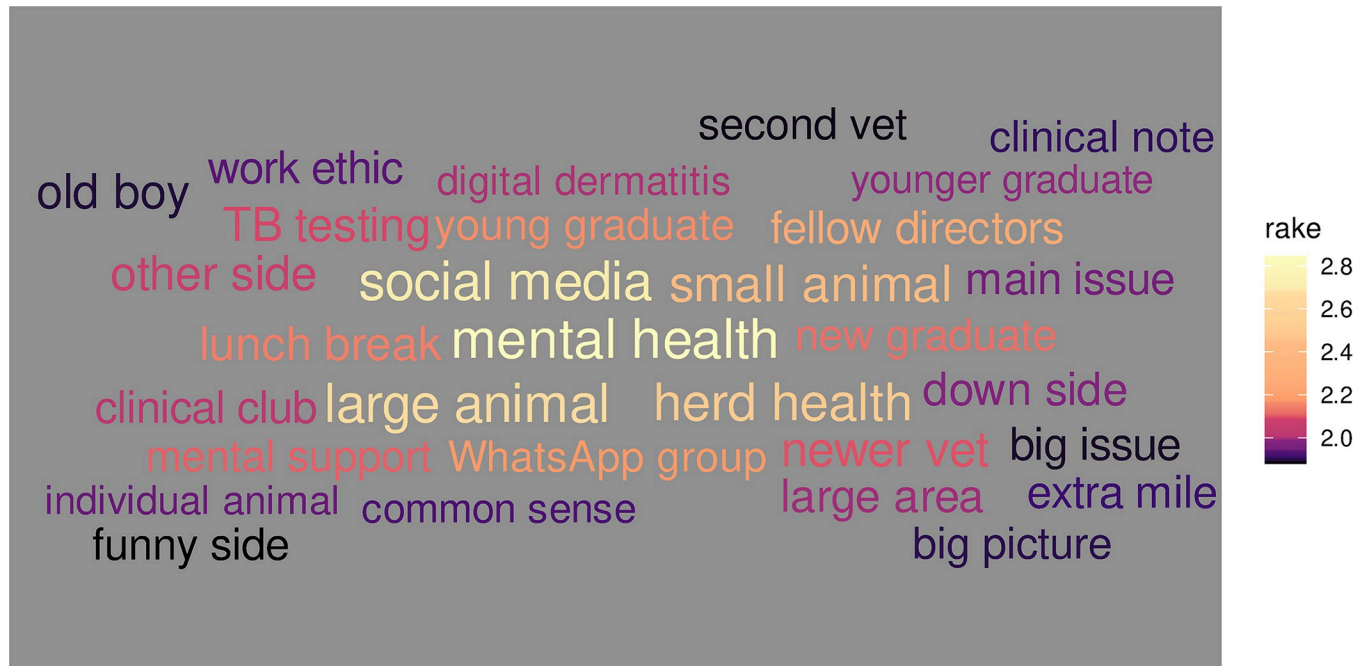 second vet
clinical note
old boy
work ethic
digital dermatitis
younger graduate
TB testing
young graduate
fellow directors
other side
social media
small animal
main issue
lunch break
mental health
new graduate
clinical club
large animal
herd health
down side
mental support
WhatsApp group
newer vet
big issue
individual animal
common sense
large area
extra mile
funny side
big picture
rake
2.8
2.6
2.4
2.2
2.0